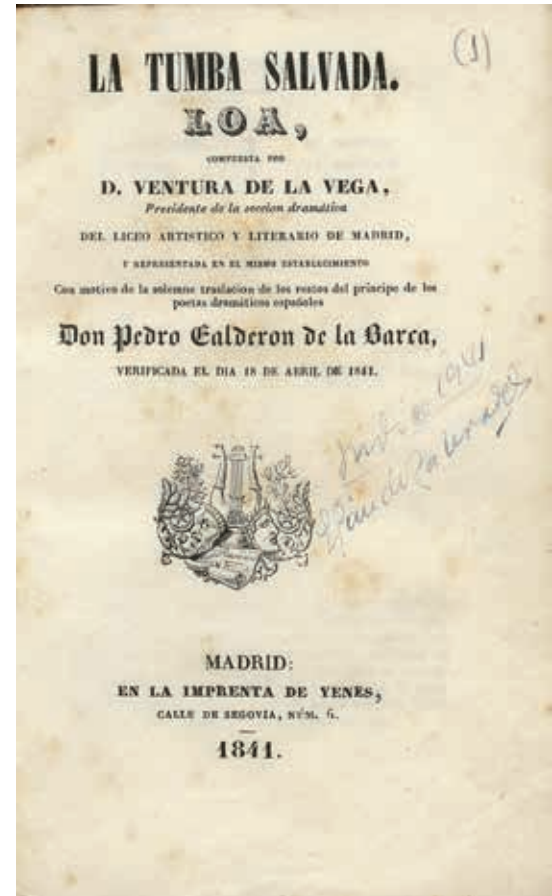 (1)
LA TUMBA SALVADA.
LOA,
COMPUESTA POR
D. VENTURA DE LA VEGA,
Presidente de la seccion dramática
DEL LICEO ARTISTICO Y LITERARIO DE MADRID,
Y REPRESENTADA EN EL MISMO ESTABLECIMIENTO
Con motivo de la solemne traslacion de los restos del príncipe de los
poetas dramáticos españoles
Don Pedro Calderon de la Barca,
VERIFICADA EL DIA 18 DE ABRIL DE 1841.
1941
MADRID:
EN LA IMPRENTA DE YENES,
CALLE DE SEGOVIA, NÚM. 6.
1841.